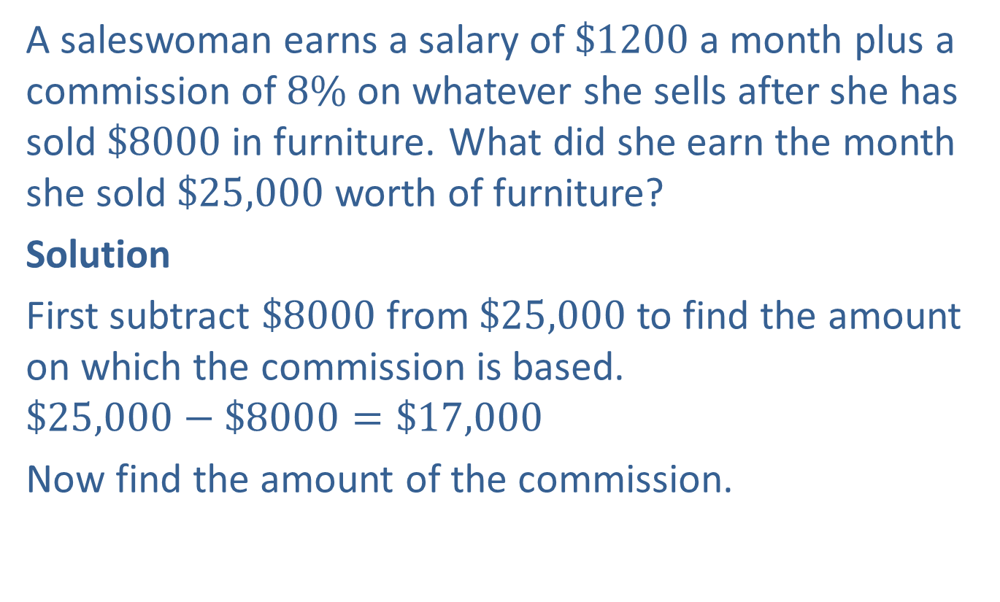 A saleswoman earns a salary of $1200 a month plus a
commission of 8% on whatever she sells after she has
sold $8000 in furniture. What did she earn the month
she sold $25,000 worth of furniture?
Solution
First subtract $8000 from $25,000 to find the amount
on which the commission is based.
$25,000 − $8000 = $17,000
Now find the amount of the commission.